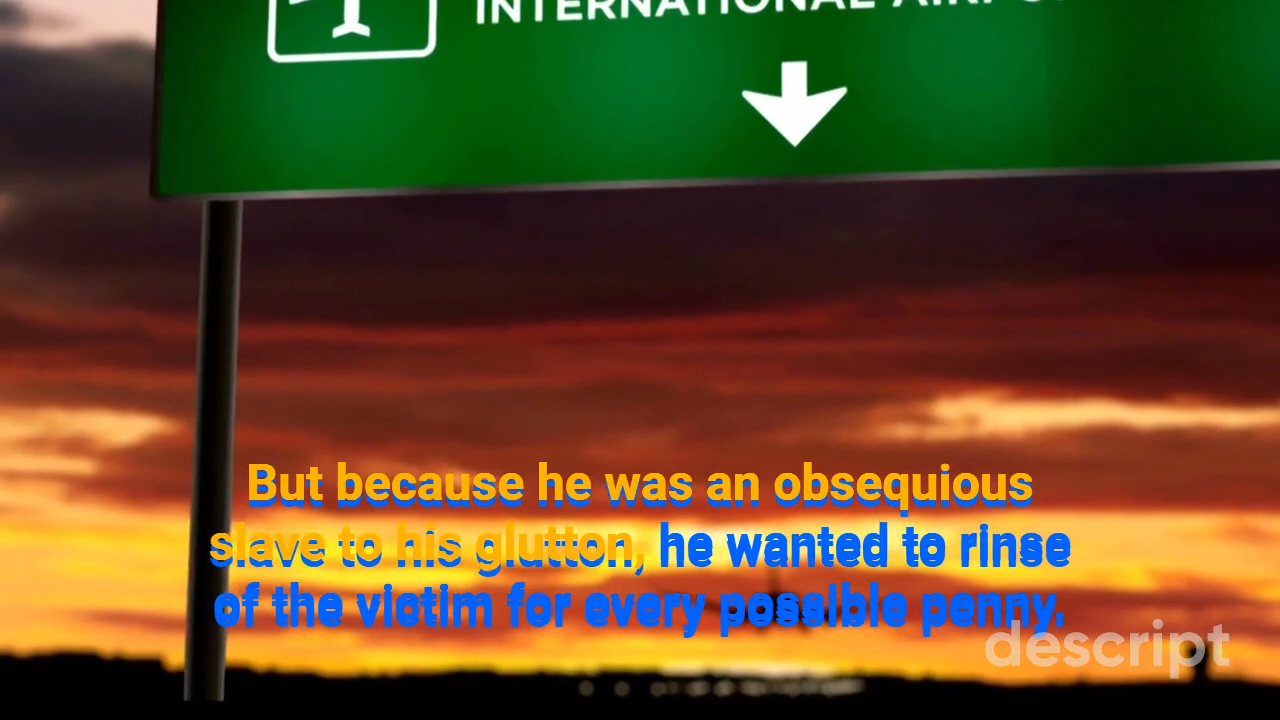 INTERNATIONAL
But because he was an obsequious
slave to his glutton, he wanted to rinse
of the victim for every possible penny.
descript